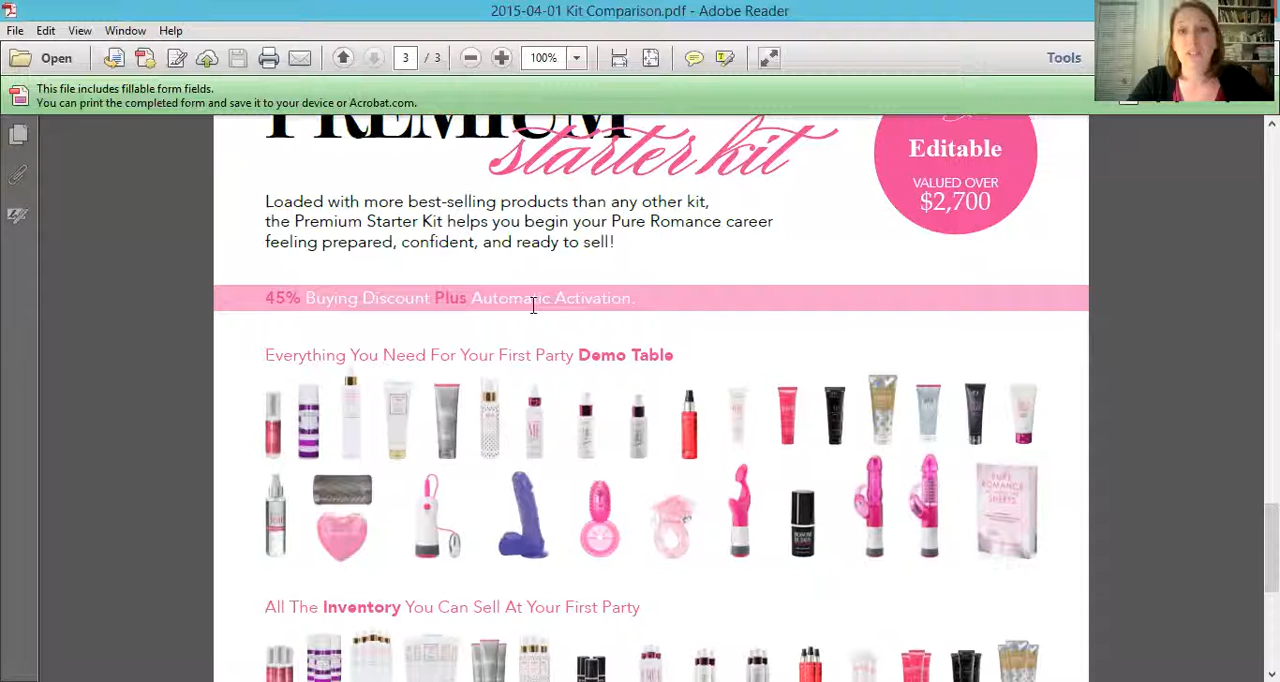 2015-04-01 Kit Comparison.pdf - Adobe Reader
File Edit View Window Help
Open 3 / 3 100% Tools
This file includes fillable form fields.
You can print the completed form and save it to your device or Acrobat.com.
PREMIUM
starter kit
Editable
VALUED OVER
$2,700
Loaded with more best-selling products than any other kit,
the Premium Starter Kit helps you begin your Pure Romance career
feeling prepared, confident, and ready to sell!
45% Buying Discount Plus Automatic Activation.
Everything You Need For Your First Party Demo Table
PURE
ROMANCE
SHEETS
All The Inventory You Can Sell At Your First Party